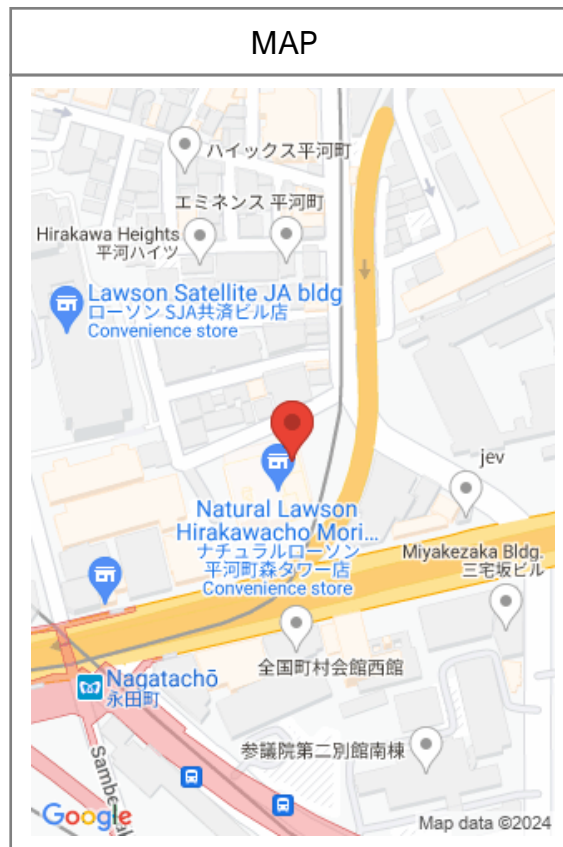 MAP
ハイックス平河町
エミネンス 平河町
Hirakawa Heights
平河ハイツ
Lawson Satellite JA bldg
ローソン SJA共済ビル店
Convenience store
jev
Natural Lawson
Hirakawacho Mori...
ナチュラルローソン
平河町森タワー店
Convenience store
Miyakezaka Bldg.
三宅坂ビル
全国町村会館西館
Nagatachō
永田町
参議院第二別館南棟
Google
Map data ©2024